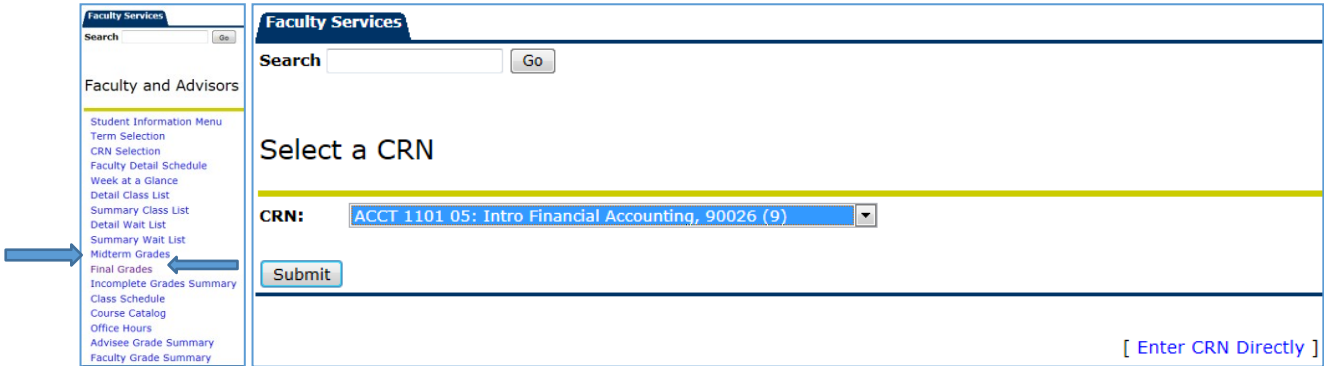 Faculty Services
Search Go
Faculty and Advisors
Student Information Menu
Term Selection
CRN Selection
Faculty Detail Schedule
Week at a Glance
Detail Class List
Summary Class List
Detail Wait List
Summary Wait List
Midterm Grades
Final Grades
Incomplete Grades Summary
Class Schedule
Course Catalog
Office Hours
Advisee Grade Summary
Faculty Grade Summary
Faculty Services
Search Go
Select a CRN
CRN: ACCT 1101 05: Intro Financial Accounting, 90026 (9)
Submit
[ Enter CRN Directly ]